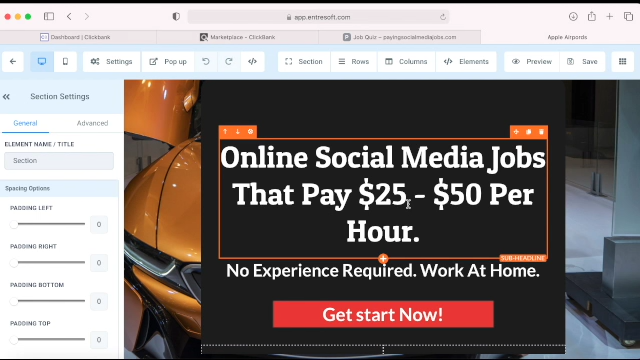 app.entresoft.com
Dashboard | Clickbank
Marketplace - ClickBank
Job Quiz – payingsocialmediajobs.com
Apple Airpords
Settings
Pop up
Section
Rows
Columns
Elements
Preview
Save
Section Settings
General
Advanced
ELEMENT NAME / TITLE
Section
Spacing Options
PADDING LEFT
0
PADDING RIGHT
0
PADDING BOTTOM
0
PADDING TOP
0
Online Social Media Jobs
That Pay $25 - $50 Per
Hour.
SUB-HEADLINE
No Experience Required. Work At Home.
Get start Now!